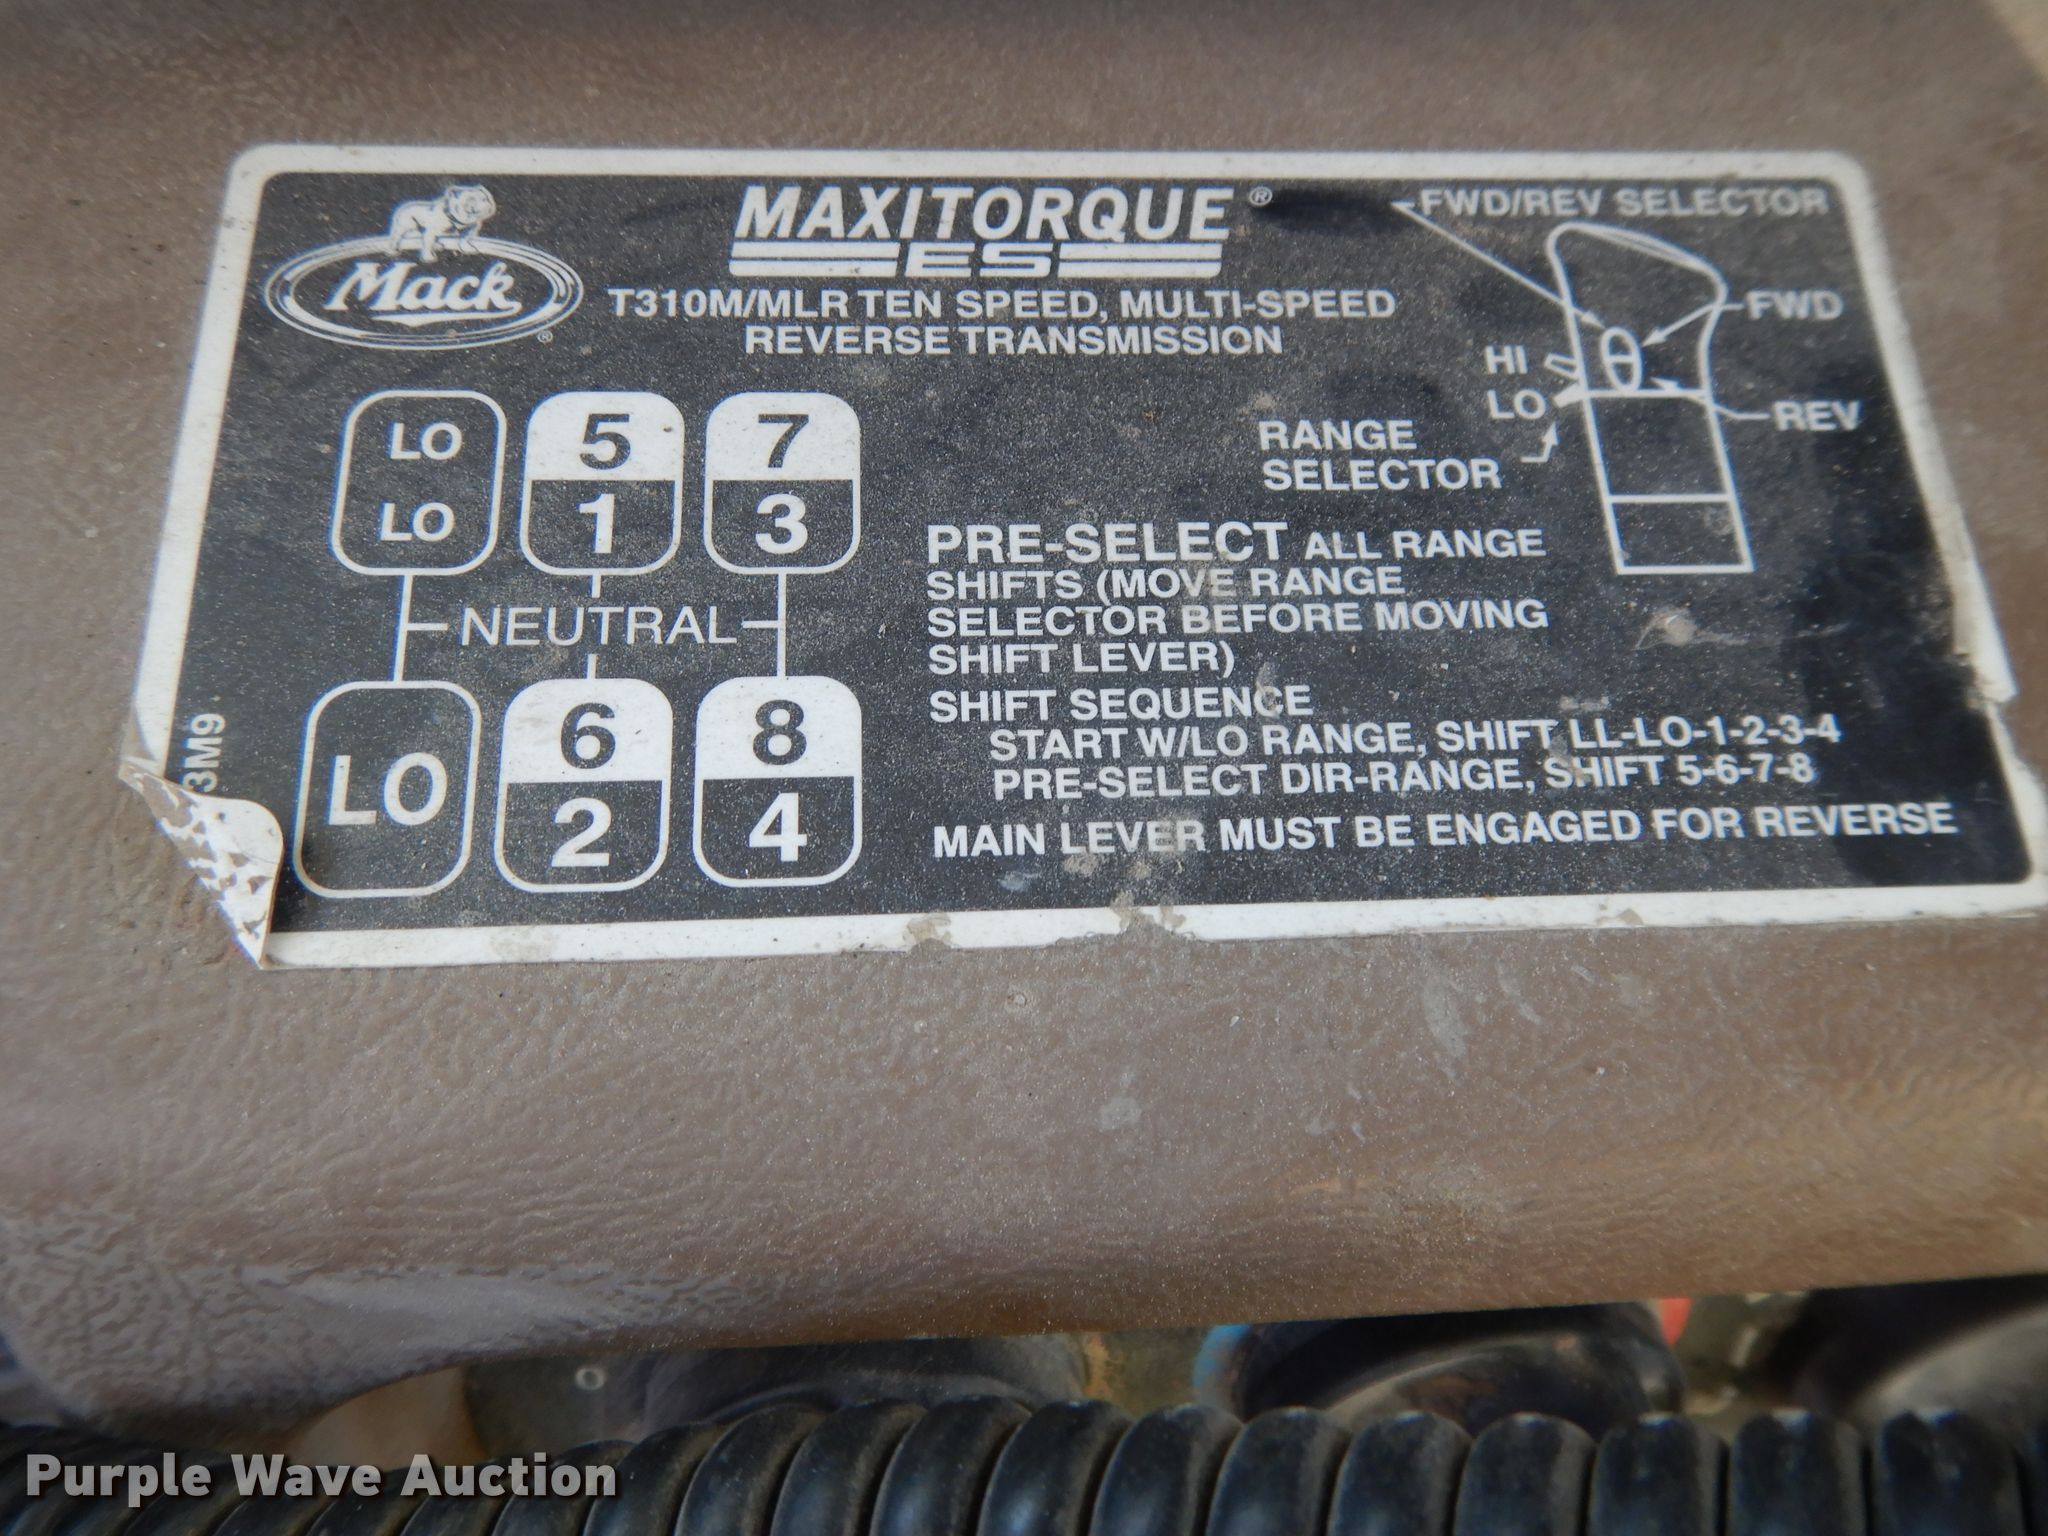 Mack
MAXITORQUE®
ES
T310M/MLR TEN SPEED, MULTI-SPEED
REVERSE TRANSMISSION
FWD/REV SELECTOR
FWD
HI
LO
REV
RANGE
SELECTOR
LO
LO
5
1
7
3
NEUTRAL
LO
6
2
8
4
PRE-SELECT ALL RANGE
SHIFTS (MOVE RANGE
SELECTOR BEFORE MOVING
SHIFT LEVER)
SHIFT SEQUENCE
START W/LO RANGE, SHIFT LL-LO-1-2-3-4
PRE-SELECT DIR-RANGE, SHIFT 5-6-7-8
MAIN LEVER MUST BE ENGAGED FOR REVERSE
3M9
Purple Wave Auction